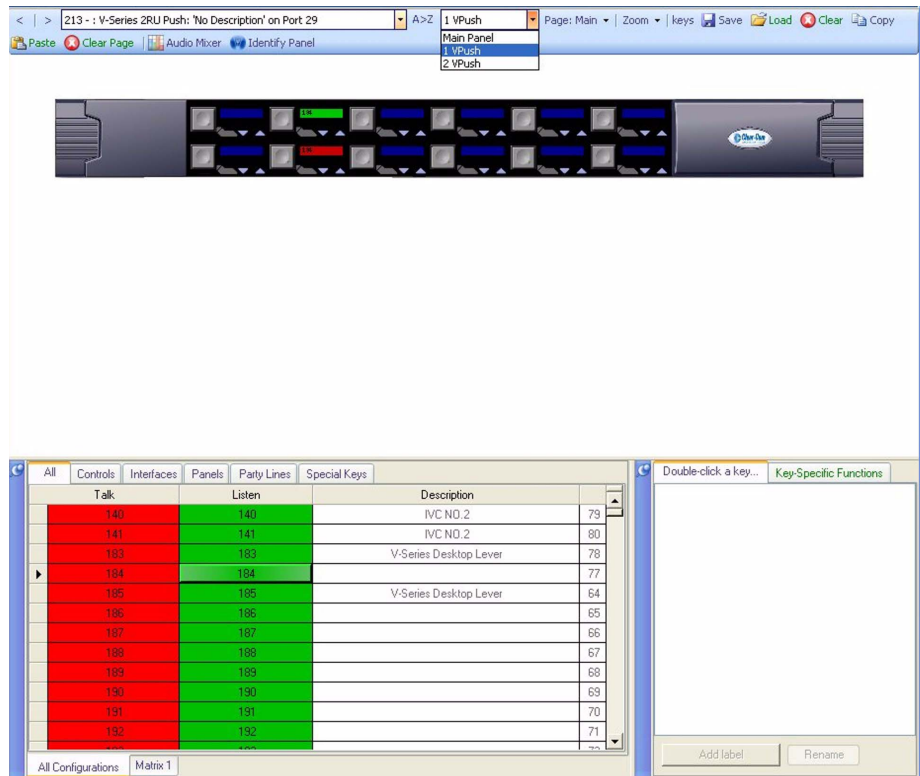 < | > 213 - : V-Series 2RU Push: 'No Description' on Port 29 A>Z 1 VPush Page: Main | Zoom | keys Save Load Clear Copy
Main Panel
1 VPush
2 VPush
Paste Clear Page Audio Mixer Identify Panel
Clear-Com
All Controls Interfaces Panels Party Lines Special Keys
Talk Listen Description
140 140 IVC NO.2 79
141 141 IVC NO.2 80
183 183 V-Series Desktop Lever 78
184 184 77
185 185 V-Series Desktop Lever 64
186 186 65
187 187 66
188 188 67
189 189 68
190 190 69
191 191 70
192 192 71
All Configurations Matrix 1
Double-click a key... Key-Specific Functions
Add label Rename